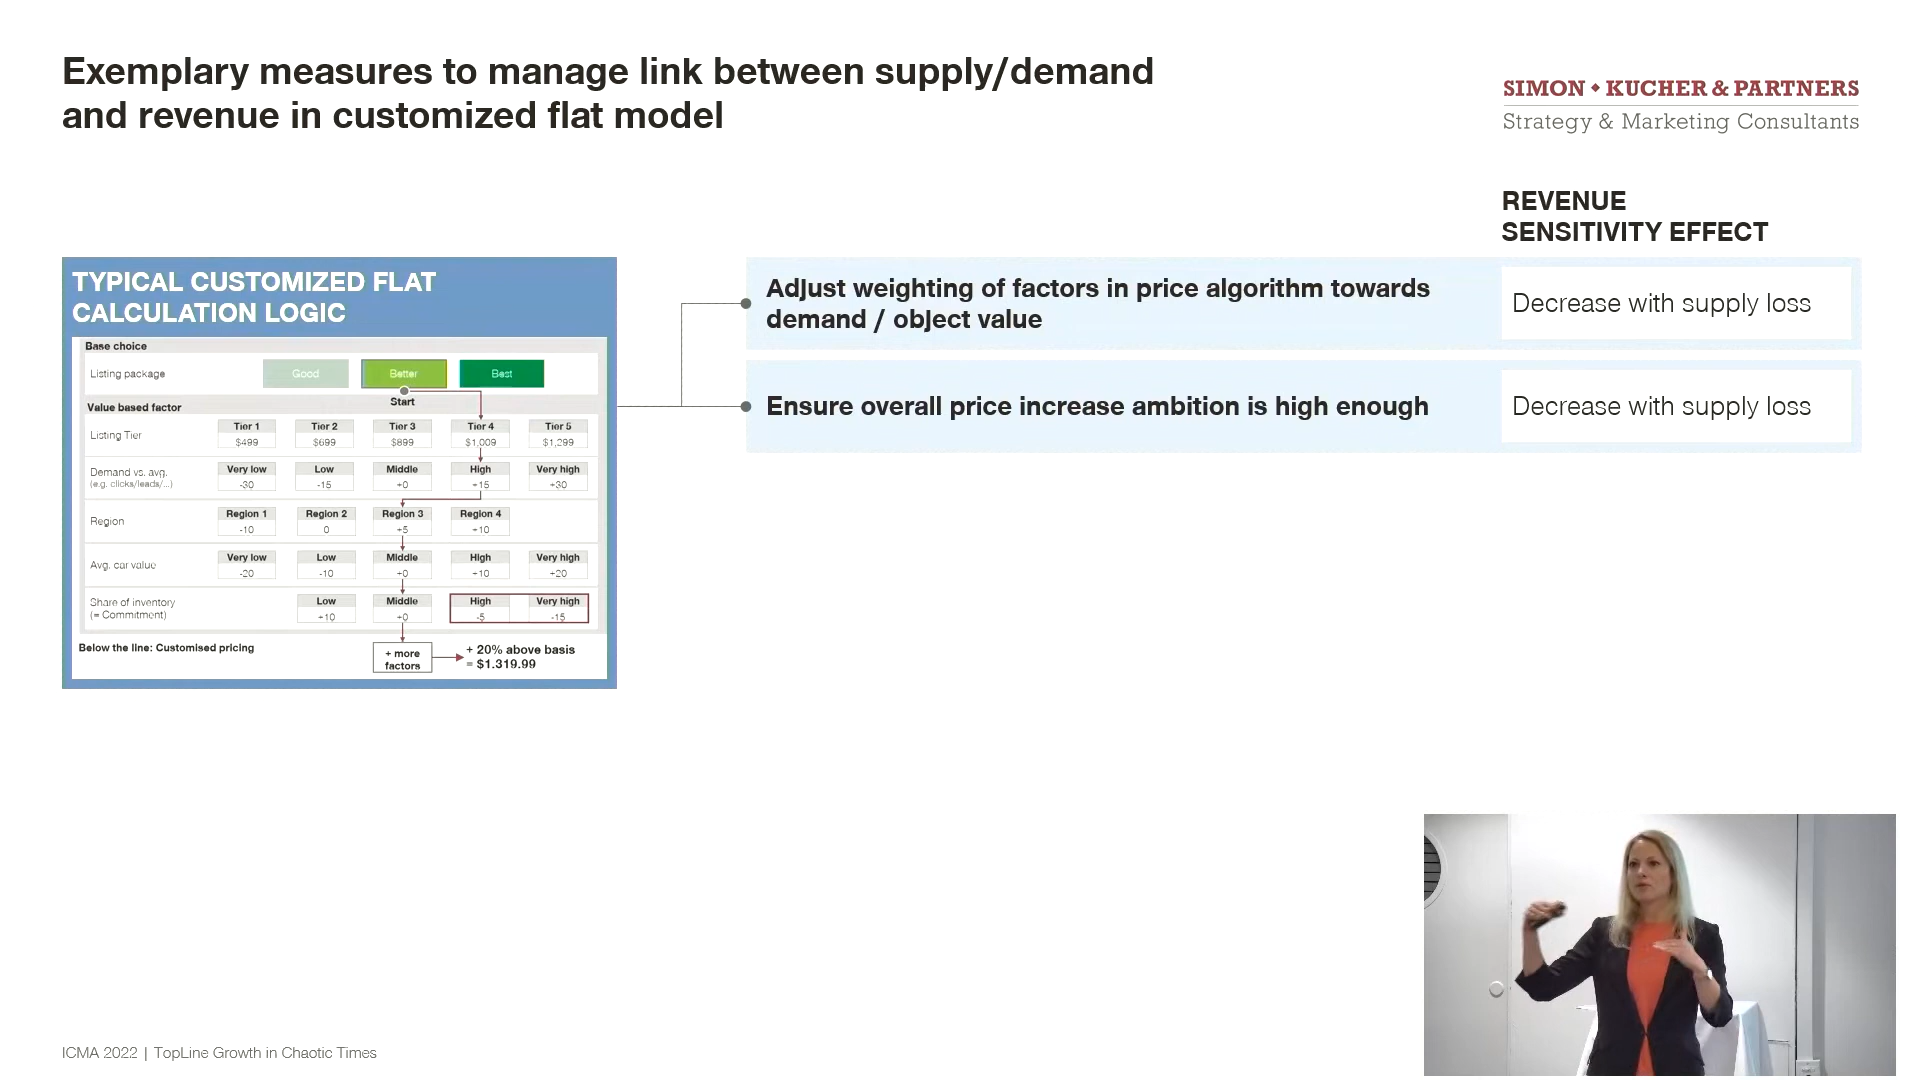 Exemplary measures to manage link between supply/demand
and revenue in customized flat model
SIMON • KUCHER & PARTNERS
Strategy & Marketing Consultants
REVENUE
SENSITIVITY EFFECT
TYPICAL CUSTOMIZED FLAT
CALCULATION LOGIC
Base choice
Listing package
Good
Better
Best
Start
Value based factor
Listing Tier
Tier 1 Tier 2 Tier 3 Tier 4 Tier 5
$499 $699 $899 $1,009 $1,299
Demand vs. avg.
(e.g. clicks/leads/...)
Very low Low Middle High Very high
-30 -15 +0 +15 +30
Region
Region 1 Region 2 Region 3 Region 4
-10 0 +5 +10
Avg. car value
Very low Low Middle High Very high
-20 -10 +0 +10 +20
Share of inventory
(= Commitment)
Low Middle High Very high
+10 +0 -5 -15
Below the line: Customised pricing
+ more
factors
+ 20% above basis
= $1.319.99
Adjust weighting of factors in price algorithm towards
demand / object value
Decrease with supply loss
Ensure overall price increase ambition is high enough
Decrease with supply loss
ICMA 2022 | TopLine Growth in Chaotic Times